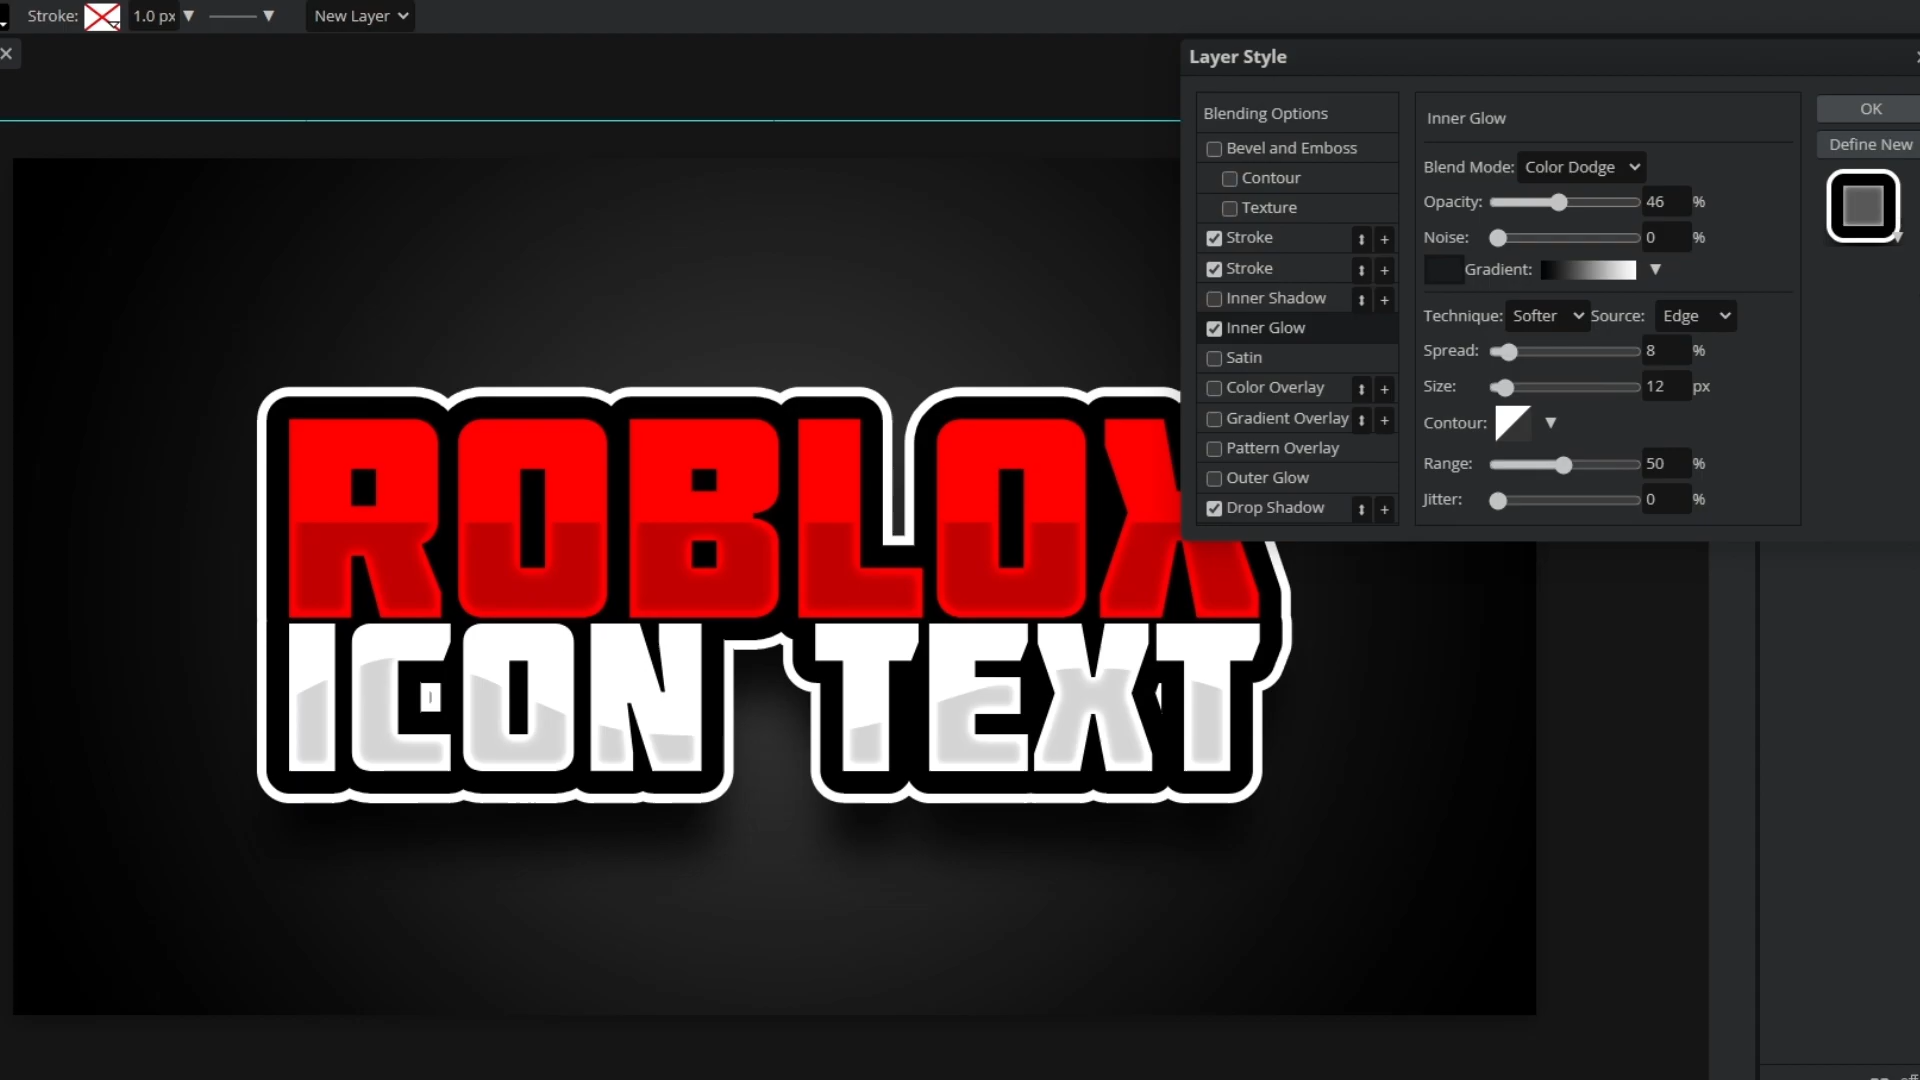 Stroke: 1.0 px New Layer
Layer Style
Blending Options
Bevel and Emboss
Contour
Texture
Stroke
Stroke
Inner Shadow
Inner Glow
Satin
Color Overlay
Gradient Overlay
Pattern Overlay
Outer Glow
Drop Shadow
Inner Glow
Blend Mode: Color Dodge
Opacity: 46 %
Noise: 0 %
Gradient:
Technique: Softer Source: Edge
Spread: 8 %
Size: 12 px
Contour:
Range: 50 %
Jitter: 0 %
OK
Define New
ROBLOX
ICON TEXT